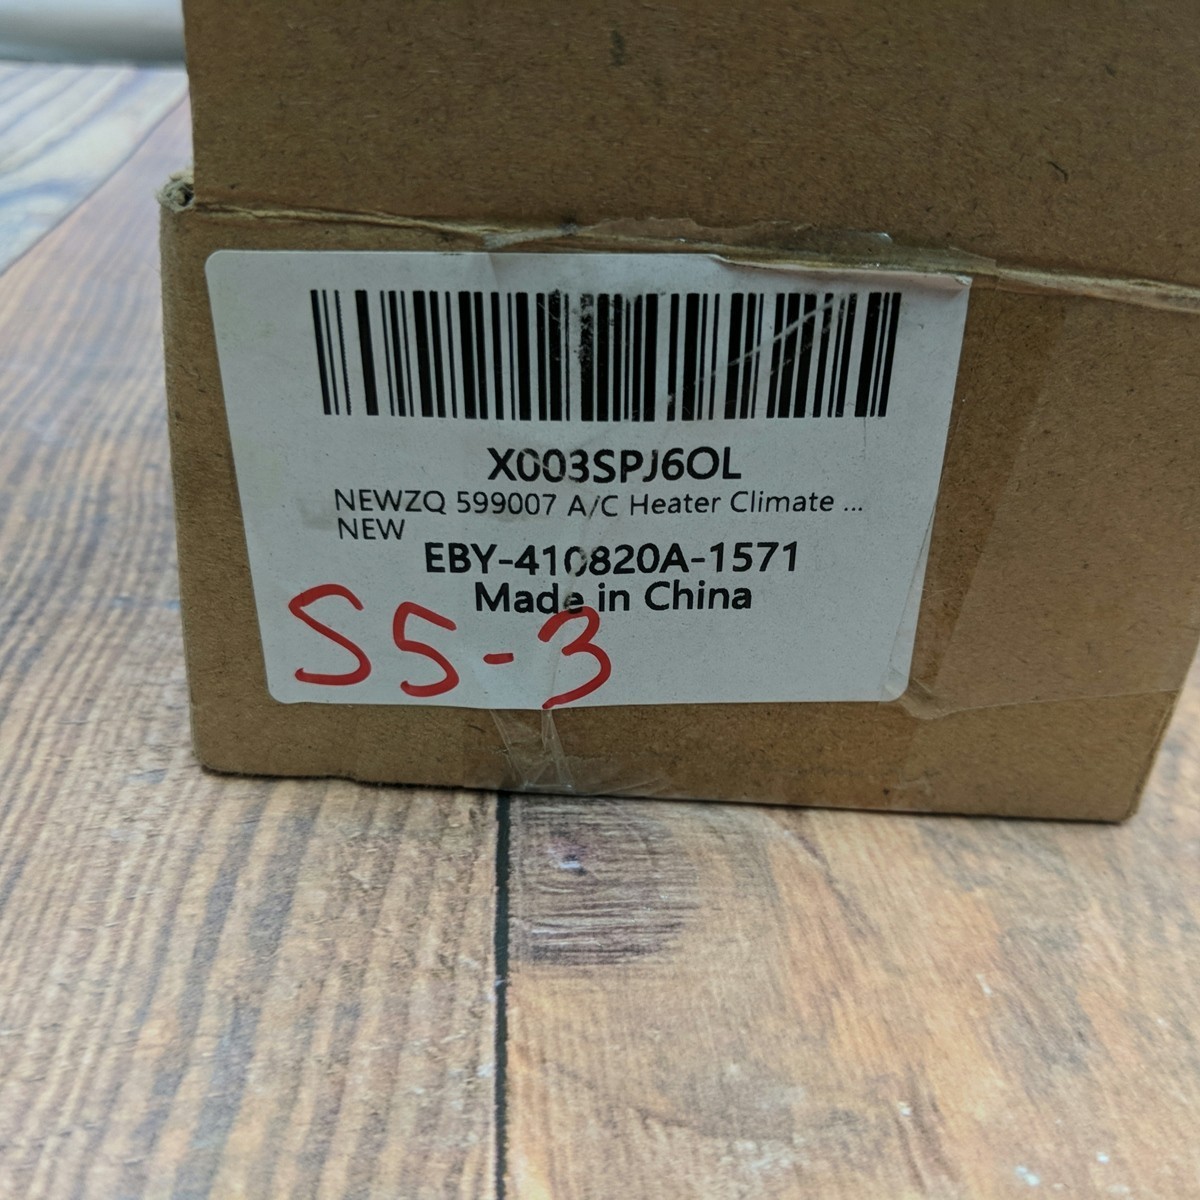 X003SPJ6OL
NEWZQ 599007 A/C Heater Climate ...
NEW
EBY-410820A-1571
Made in China
S5-3